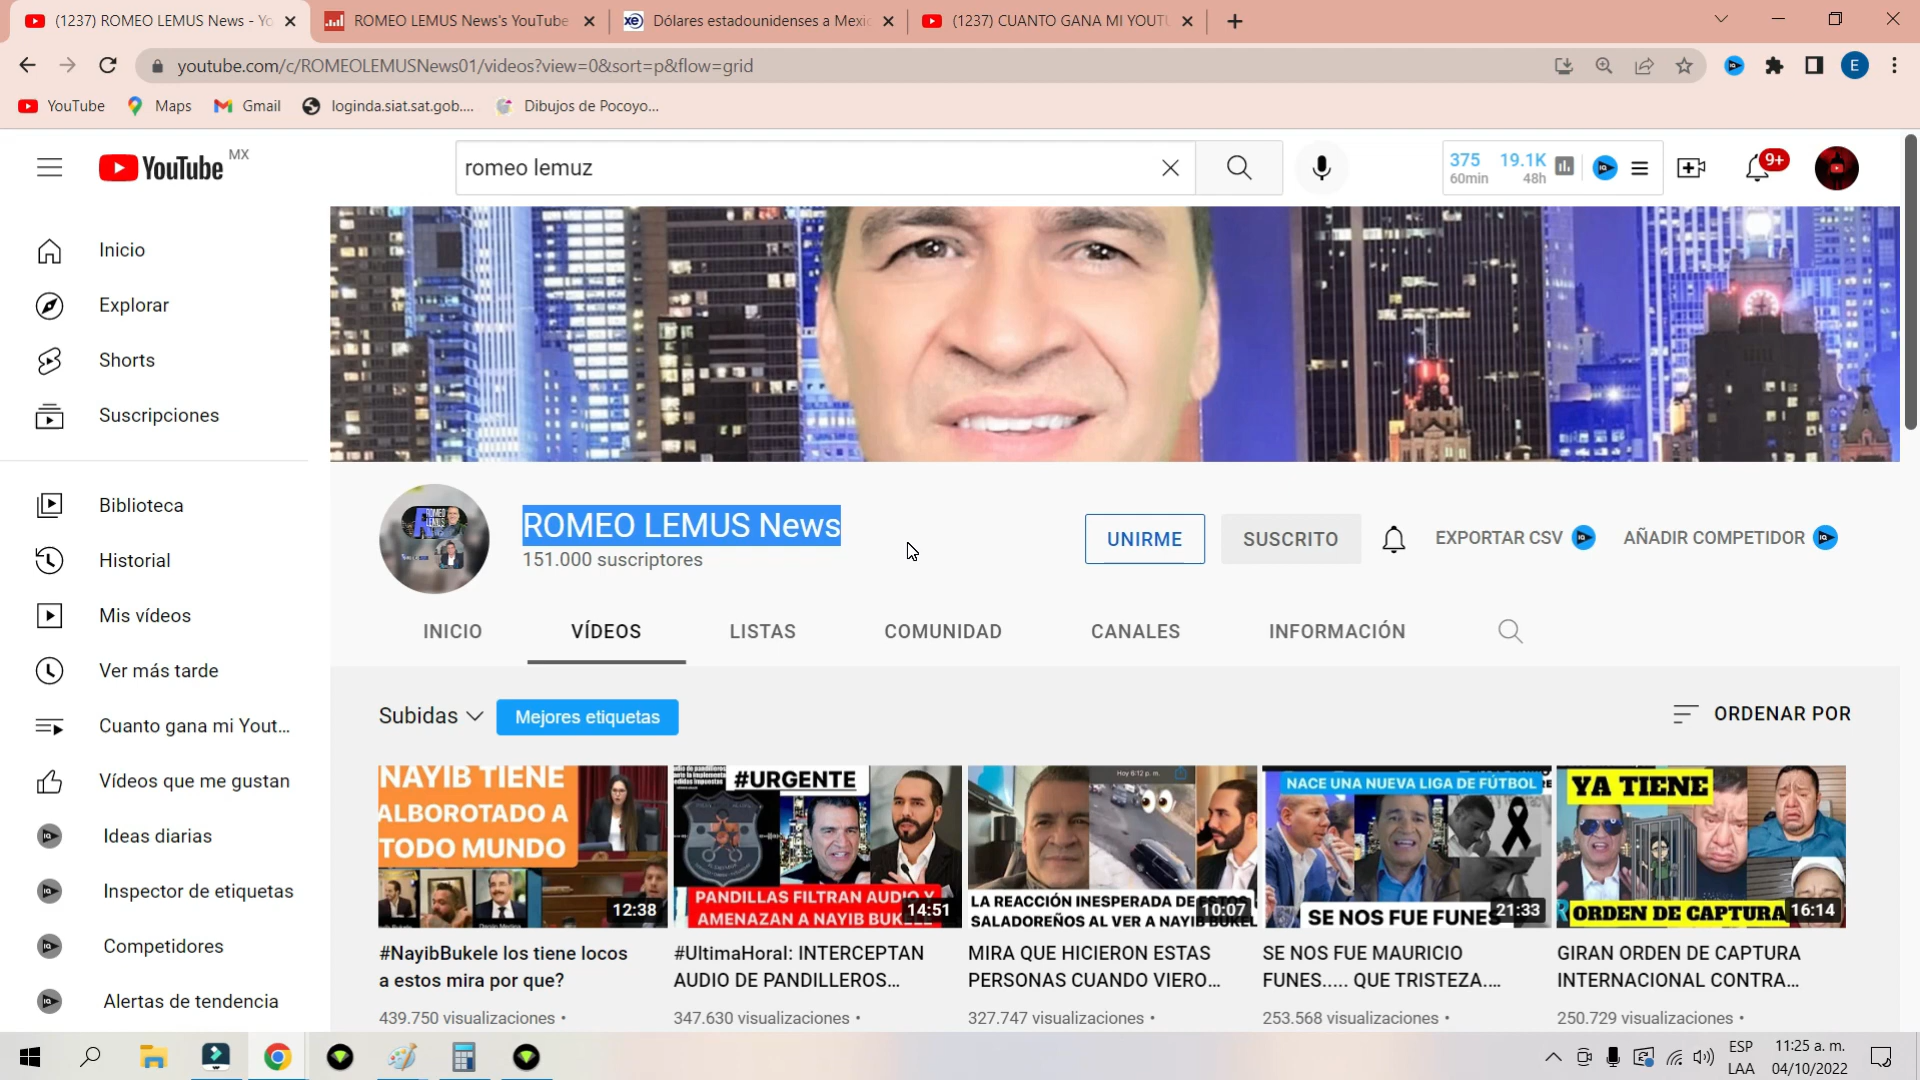 (1237) ROMEO LEMUS News - Yo
ROMEO LEMUS News's YouTube
Dólares estadounidenses a Mexic
(1237) CUANTO GANA MI YOUTU
youtube.com/c/ROMEOLEMUSNews01/videos?view=0&sort=p&flow=grid
E
YouTube
Maps
Gmail
loginda.siat.sat.gob....
Dibujos de Pocoyo...
YouTube MX
romeo lemuz
375
60min
19.1K
48h
9+
Inicio
Explorar
Shorts
Suscripciones
Biblioteca
Historial
Mis vídeos
Ver más tarde
Cuanto gana mi Yout...
Vídeos que me gustan
Ideas diarias
Inspector de etiquetas
Competidores
Alertas de tendencia
ROMEO LEMUS News
151.000 suscriptores
UNIRME
SUSCRITO
EXPORTAR CSV
AÑADIR COMPETIDOR
INICIO
VÍDEOS
LISTAS
COMUNIDAD
CANALES
INFORMACIÓN
Subidas
Mejores etiquetas
ORDENAR POR
NAYIB TIENE
ALBOROTADO A
TODO MUNDO
12:38
#NayibBukele los tiene locos
a estos mira por que?
439.750 visualizaciones •
#URGENTE
PANDILLAS FILTRAN AUDIO Y
AMENAZAN A NAYIB BUKELE
14:51
#UltimaHoral: INTERCEPTAN
AUDIO DE PANDILLEROS...
347.630 visualizaciones •
Hoy 6:12 p. m.
LA REACCIÓN INESPERADA DE ESTOS
SALADOREÑOS AL VER A NAYIB BUKEL
10:07
MIRA QUE HICIERON ESTAS
PERSONAS CUANDO VIERO...
327.747 visualizaciones •
NACE UNA NUEVA LIGA DE FÚTBOL
SE NOS FUE FUNES
21:33
SE NOS FUE MAURICIO
FUNES..... QUE TRISTEZA....
253.568 visualizaciones •
YA TIENE
ORDEN DE CAPTURA
16:14
GIRAN ORDEN DE CAPTURA
INTERNACIONAL CONTRA...
250.729 visualizaciones •
ESP
LAA
11:25 a. m.
04/10/2022